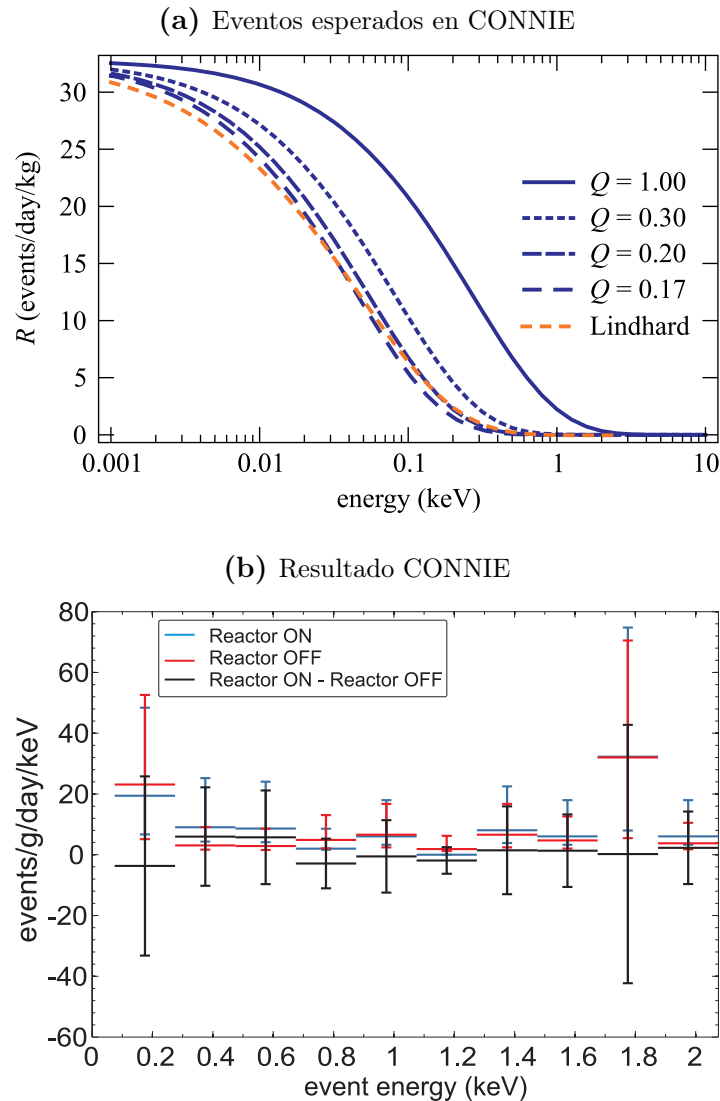 (a) Eventos esperados en CONNIE
30
25
20
15
10
5
0
R (events/day/kg)
Q = 1.00
Q = 0.30
Q = 0.20
Q = 0.17
Lindhard
0.001 0.01 0.1 1 10
energy (keV)
(b) Resultado CONNIE
80
60
40
20
0
-20
-40
-60
events/g/day/keV
Reactor ON
Reactor OFF
Reactor ON - Reactor OFF
0 0.2 0.4 0.6 0.8 1 1.2 1.4 1.6 1.8 2
event energy (keV)